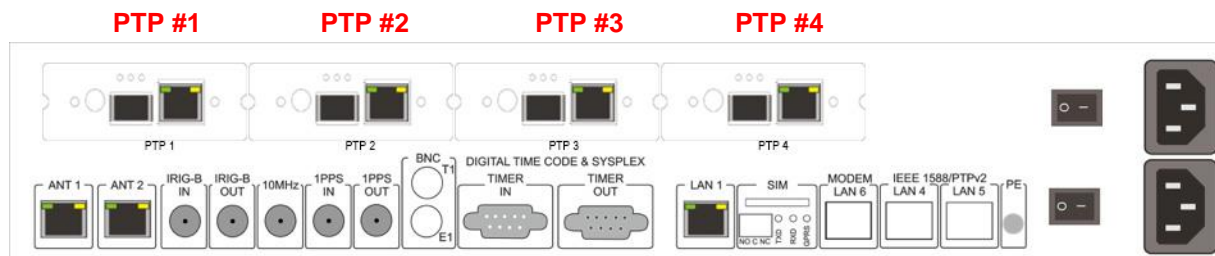 PTP #1 PTP #2 PTP #3 PTP #4
PTP 1 PTP 2 PTP 3 PTP 4
BNC DIGITAL TIME CODE & SYSPLEX
ANT 1 ANT 2 IRIG-B IN IRIG-B OUT 10MHz 1PPS IN 1PPS OUT T1 TIMER IN TIMER OUT LAN 1 SIM MODEM LAN 6 IEEE 1588/PTPv2 LAN 4 LAN 5 PE
E1 NO C NC TXD RXD GPRS